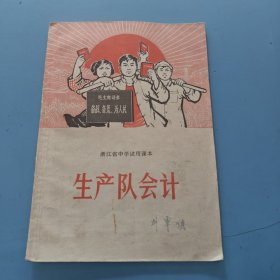 毛主席语录
备战、备荒、为人民
浙江省中学试用课本
生产队会计